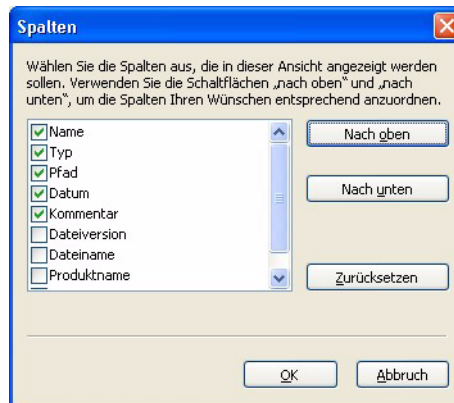 Spalten
Wählen Sie die Spalten aus, die in dieser Ansicht angezeigt werden
sollen. Verwenden Sie die Schaltflächen „nach oben“ und „nach
unten“, um die Spalten Ihren Wünschen entsprechend anzuordnen.
Name
Typ
Pfad
Datum
Kommentar
Dateiversion
Dateiname
Produktname
Nach oben
Nach unten
Zurücksetzen
OK
Abbruch